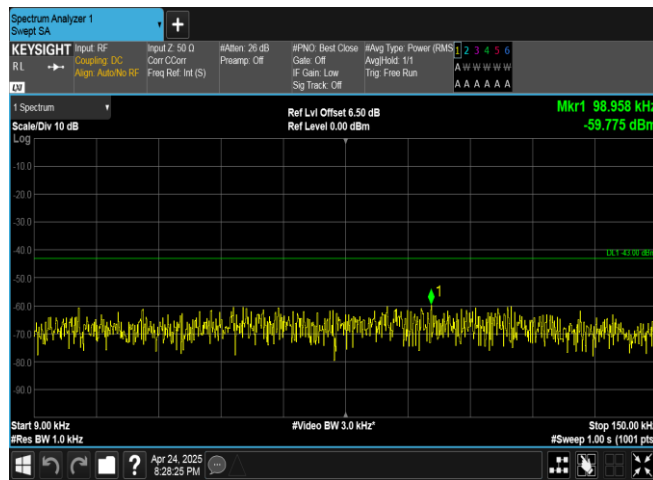 Spectrum Analyzer 1
Swept SA
+
KEYSIGHT
RL
LXI
Input: RF
Coupling: DC
Align: Auto/No RF
Input Z: 50 Ω
Corr CCorr
Freq Ref: Int (S)
#Atten: 26 dB
Preamp: Off
#PNO: Best Close
Gate: Off
IF Gain: Low
Sig Track: Off
#Avg Type: Power (RMS
Avg|Hold: 1/1
Trig: Free Run
1 2 3 4 5 6
A W W W W W
A A A A A A
1 Spectrum
Scale/Div 10 dB
Log
Ref Lvl Offset 6.50 dB
Ref Level 0.00 dBm
Mkr1 98.958 kHz
-59.775 dBm
-10.0
-20.0
-30.0
-40.0
DL1 -43.00 dBm
-50.0
1
-60.0
-70.0
-80.0
-90.0
Start 9.00 kHz
#Res BW 1.0 kHz
#Video BW 3.0 kHz*
Stop 150.00 kHz
#Sweep 1.00 s (1001 pts
?
Apr 24, 2025
8:28:25 PM